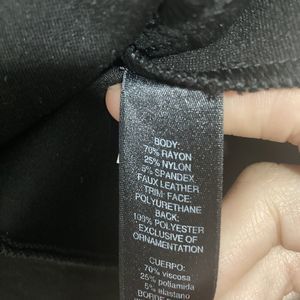 BODY:
70% RAYON
25% NYLON
5% SPANDEX
FAUX LEATHER
TRIM: FACE:
POLYURETHANE
BACK:
100% POLYESTER
EXCLUSIVE OF
ORNAMENTATION
CUERPO:
70% viscosa
25% poliamida
5% elastano